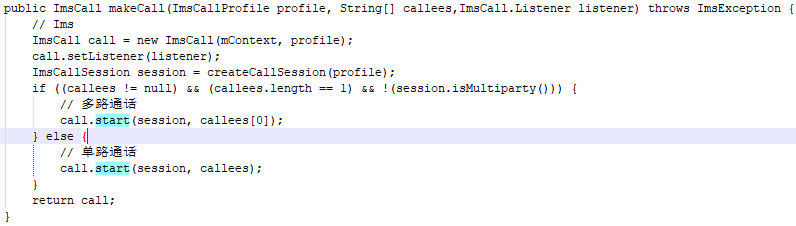 public ImsCall makeCall(ImsCallProfile profile, String[] callees,ImsCall.Listener listener) throws ImsException {
    // Ims
    ImsCall call = new ImsCall(mContext, profile);
    call.setListener(listener);
    ImsCallSession session = createCallSession(profile);
    if ((callees != null) && (callees.length == 1) && !(session.isMultiparty())) {
        // 多路通话
        call.start(session, callees[0]);
    } else {
        // 单路通话
        call.start(session, callees);
    }
    return call;
}